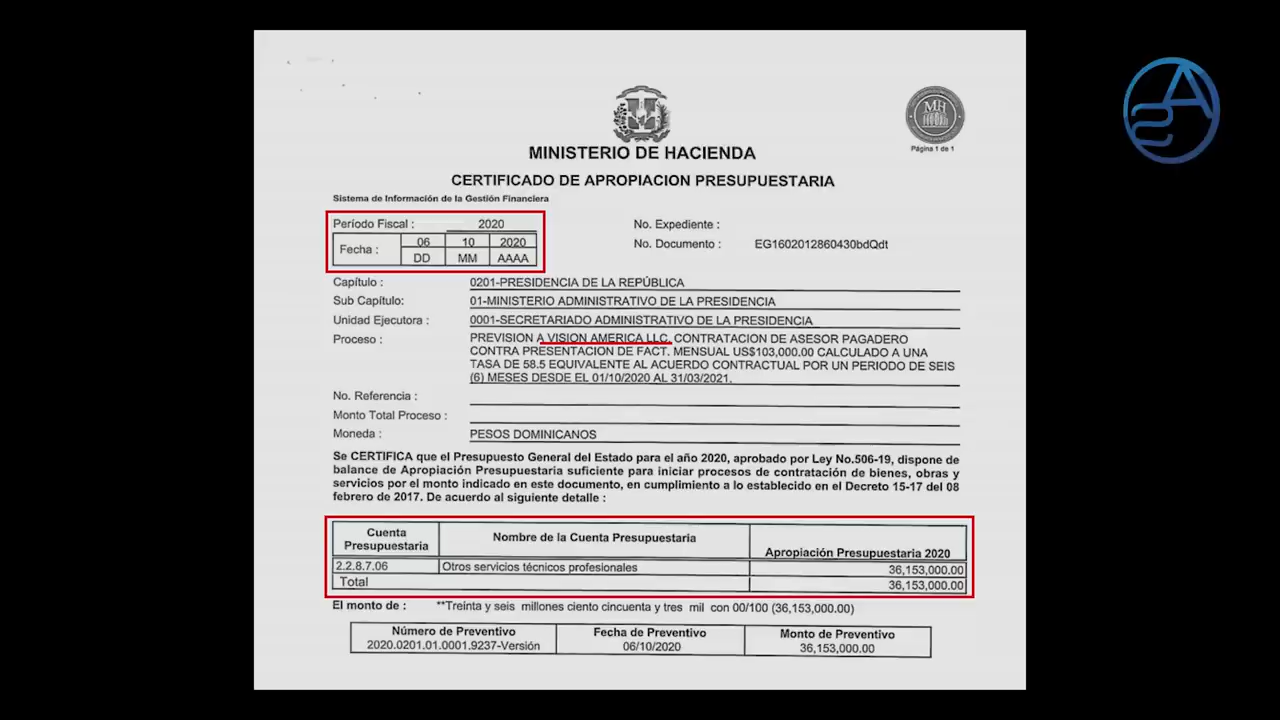 MH
Página 1 de 1
MINISTERIO DE HACIENDA
CERTIFICADO DE APROPIACION PRESUPUESTARIA
Sistema de Información de la Gestión Financiera
Período Fiscal : 2020
Fecha : 06 10 2020
DD MM AAAA
No. Expediente :
No. Documento : EG1602012860430bdQdt
Capítulo : 0201-PRESIDENCIA DE LA REPÚBLICA
Sub Capítulo: 01-MINISTERIO ADMINISTRATIVO DE LA PRESIDENCIA
Unidad Ejecutora : 0001-SECRETARIADO ADMINISTRATIVO DE LA PRESIDENCIA
Proceso : PREVISION A VISION AMERICA LLC. CONTRATACION DE ASESOR PAGADERO
CONTRA PRESENTACION DE FACT. MENSUAL US$103,000.00 CALCULADO A UNA
TASA DE 58.5 EQUIVALENTE AL ACUERDO CONTRACTUAL POR UN PERIODO DE SEIS
(6) MESES DESDE EL 01/10/2020 AL 31/03/2021.
No. Referencia :
Monto Total Proceso :
Moneda : PESOS DOMINICANOS
Se CERTIFICA que el Presupuesto General del Estado para el año 2020, aprobado por Ley No.506-19, dispone de
balance de Apropiación Presupuestaria suficiente para iniciar procesos de contratación de bienes, obras y
servicios por el monto indicado en este documento, en cumplimiento a lo establecido en el Decreto 15-17 del 08
febrero de 2017. De acuerdo al siguiente detalle :
Cuenta Presupuestaria Nombre de la Cuenta Presupuestaria Apropiación Presupuestaria 2020
2.2.8.7.06 Otros servicios técnicos profesionales 36,153,000.00
Total 36,153,000.00
El monto de : **Treinta y seis millones ciento cincuenta y tres mil con 00/100 (36,153,000.00)
Número de Preventivo Fecha de Preventivo Monto de Preventivo
2020.0201.01.0001.9237-Versión 06/10/2020 36,153,000.00